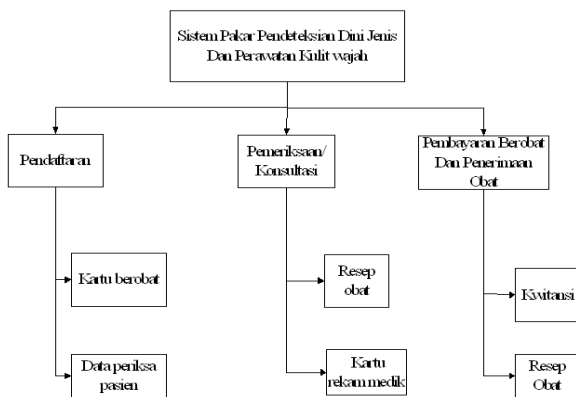 Sistem Pakar Pendeteksian Dini Jenis
Dan Perawatan Kulit wajah
Pendaftaran
Pemeriksaan/
Konsultasi
Pembayaran Berobat
Dan Penerimaan
Obat
Kartu berobat
Resep
obat
Kwitansi
Data periksa
pasien
Kartu
rekam medik
Resep
Obat